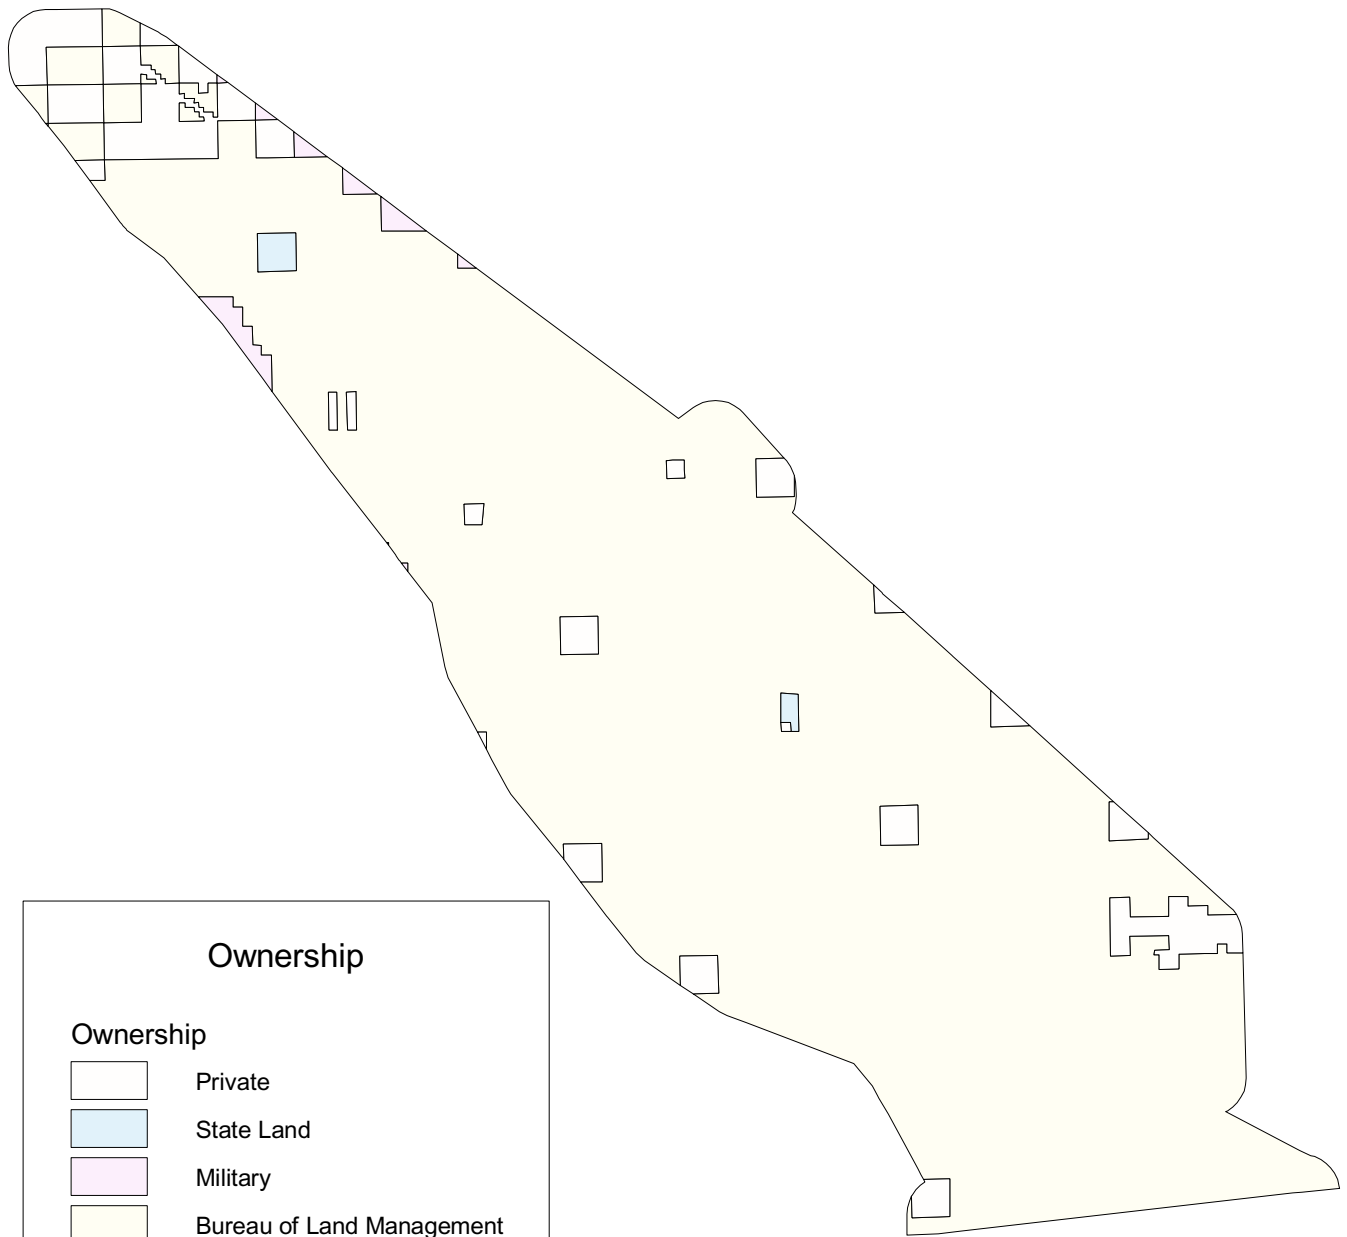 Ownership
Ownership
Private
State Land
Military
Bureau of Land Management